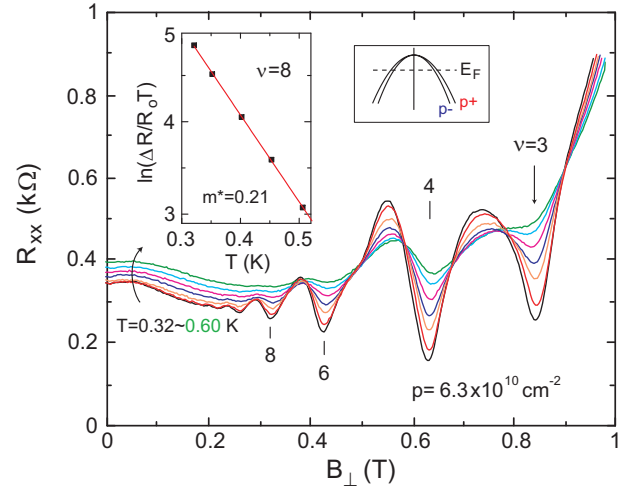 1
0.8
0.6
0.4
0.2
0
R_xx (kΩ)
0
0.2
0.4
0.6
0.8
1
B_⊥ (T)
5
4
3
ln(ΔR/R_oT)
ν=8
m*=0.21
0.3
0.4
0.5
T (K)
E_F
p- p+
ν=3
4
T=0.32~0.60 K
8
6
p= 6.3x10^10 cm^-2